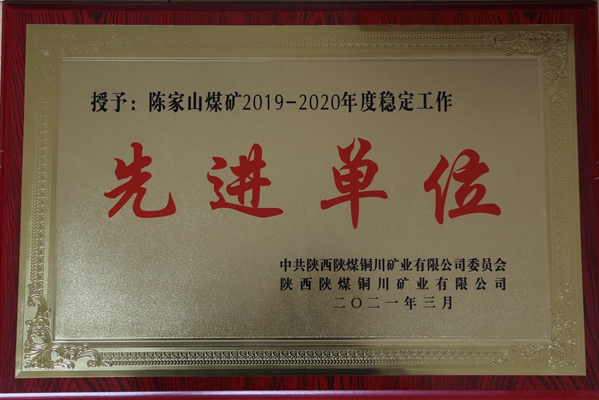 授予：陈家山煤矿2019-2020年度稳定工作
先进单位
中共陕西陕煤铜川矿业有限公司委员会
陕西陕煤铜川矿业有限公司
二〇二一年三月